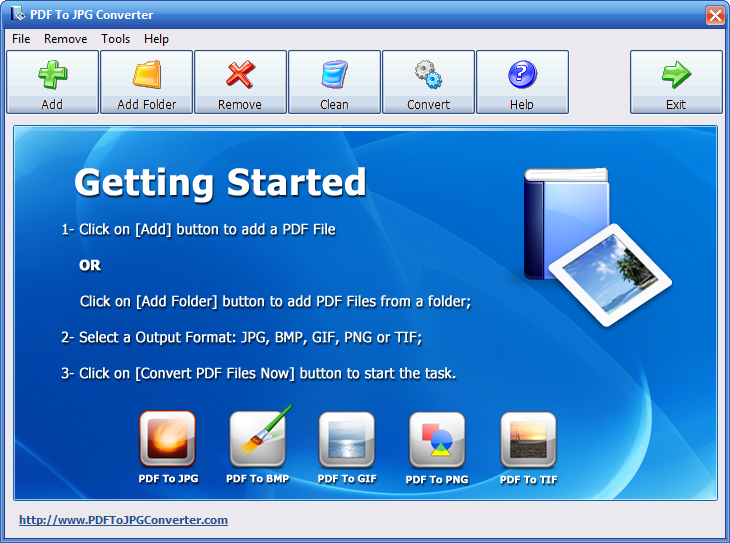 PDF To JPG Converter
File Remove Tools Help
Add Add Folder Remove Clean Convert Help Exit
Getting Started
1- Click on [Add] button to add a PDF File
OR
Click on [Add Folder] button to add PDF Files from a folder;
2- Select a Output Format: JPG, BMP, GIF, PNG or TIF;
3- Click on [Convert PDF Files Now] button to start the task.
PDF To JPG PDF To BMP PDF To GIF PDF To PNG PDF To TIF
http://www.PDFToJPGConverter.com